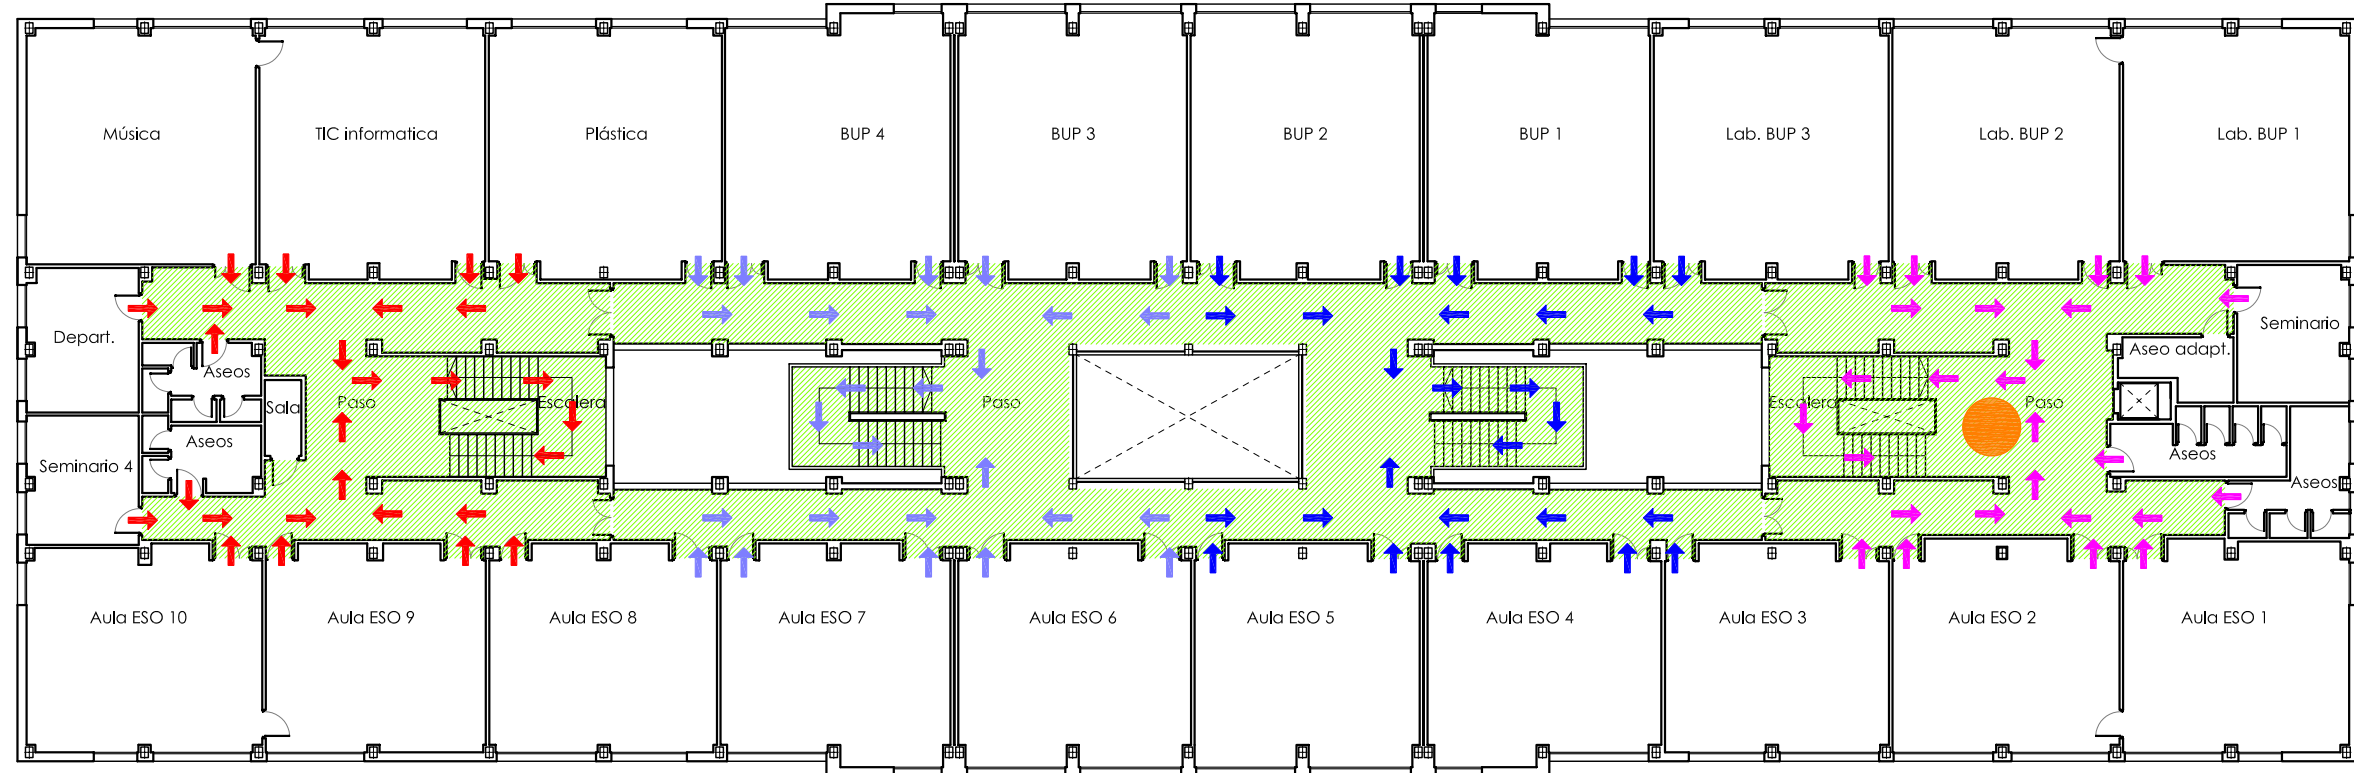 Música
TIC informatica
Plástica
BUP 4
BUP 3
BUP 2
BUP 1
Lab. BUP 3
Lab. BUP 2
Lab. BUP 1
Depart.
Seminario
Aseo adapt.
Aseos
Sala
Paso
Escalera
Paso
Escalera
Paso
Aseos
Seminario 4
Aseos
Aseos
Aula ESO 10
Aula ESO 9
Aula ESO 8
Aula ESO 7
Aula ESO 6
Aula ESO 5
Aula ESO 4
Aula ESO 3
Aula ESO 2
Aula ESO 1